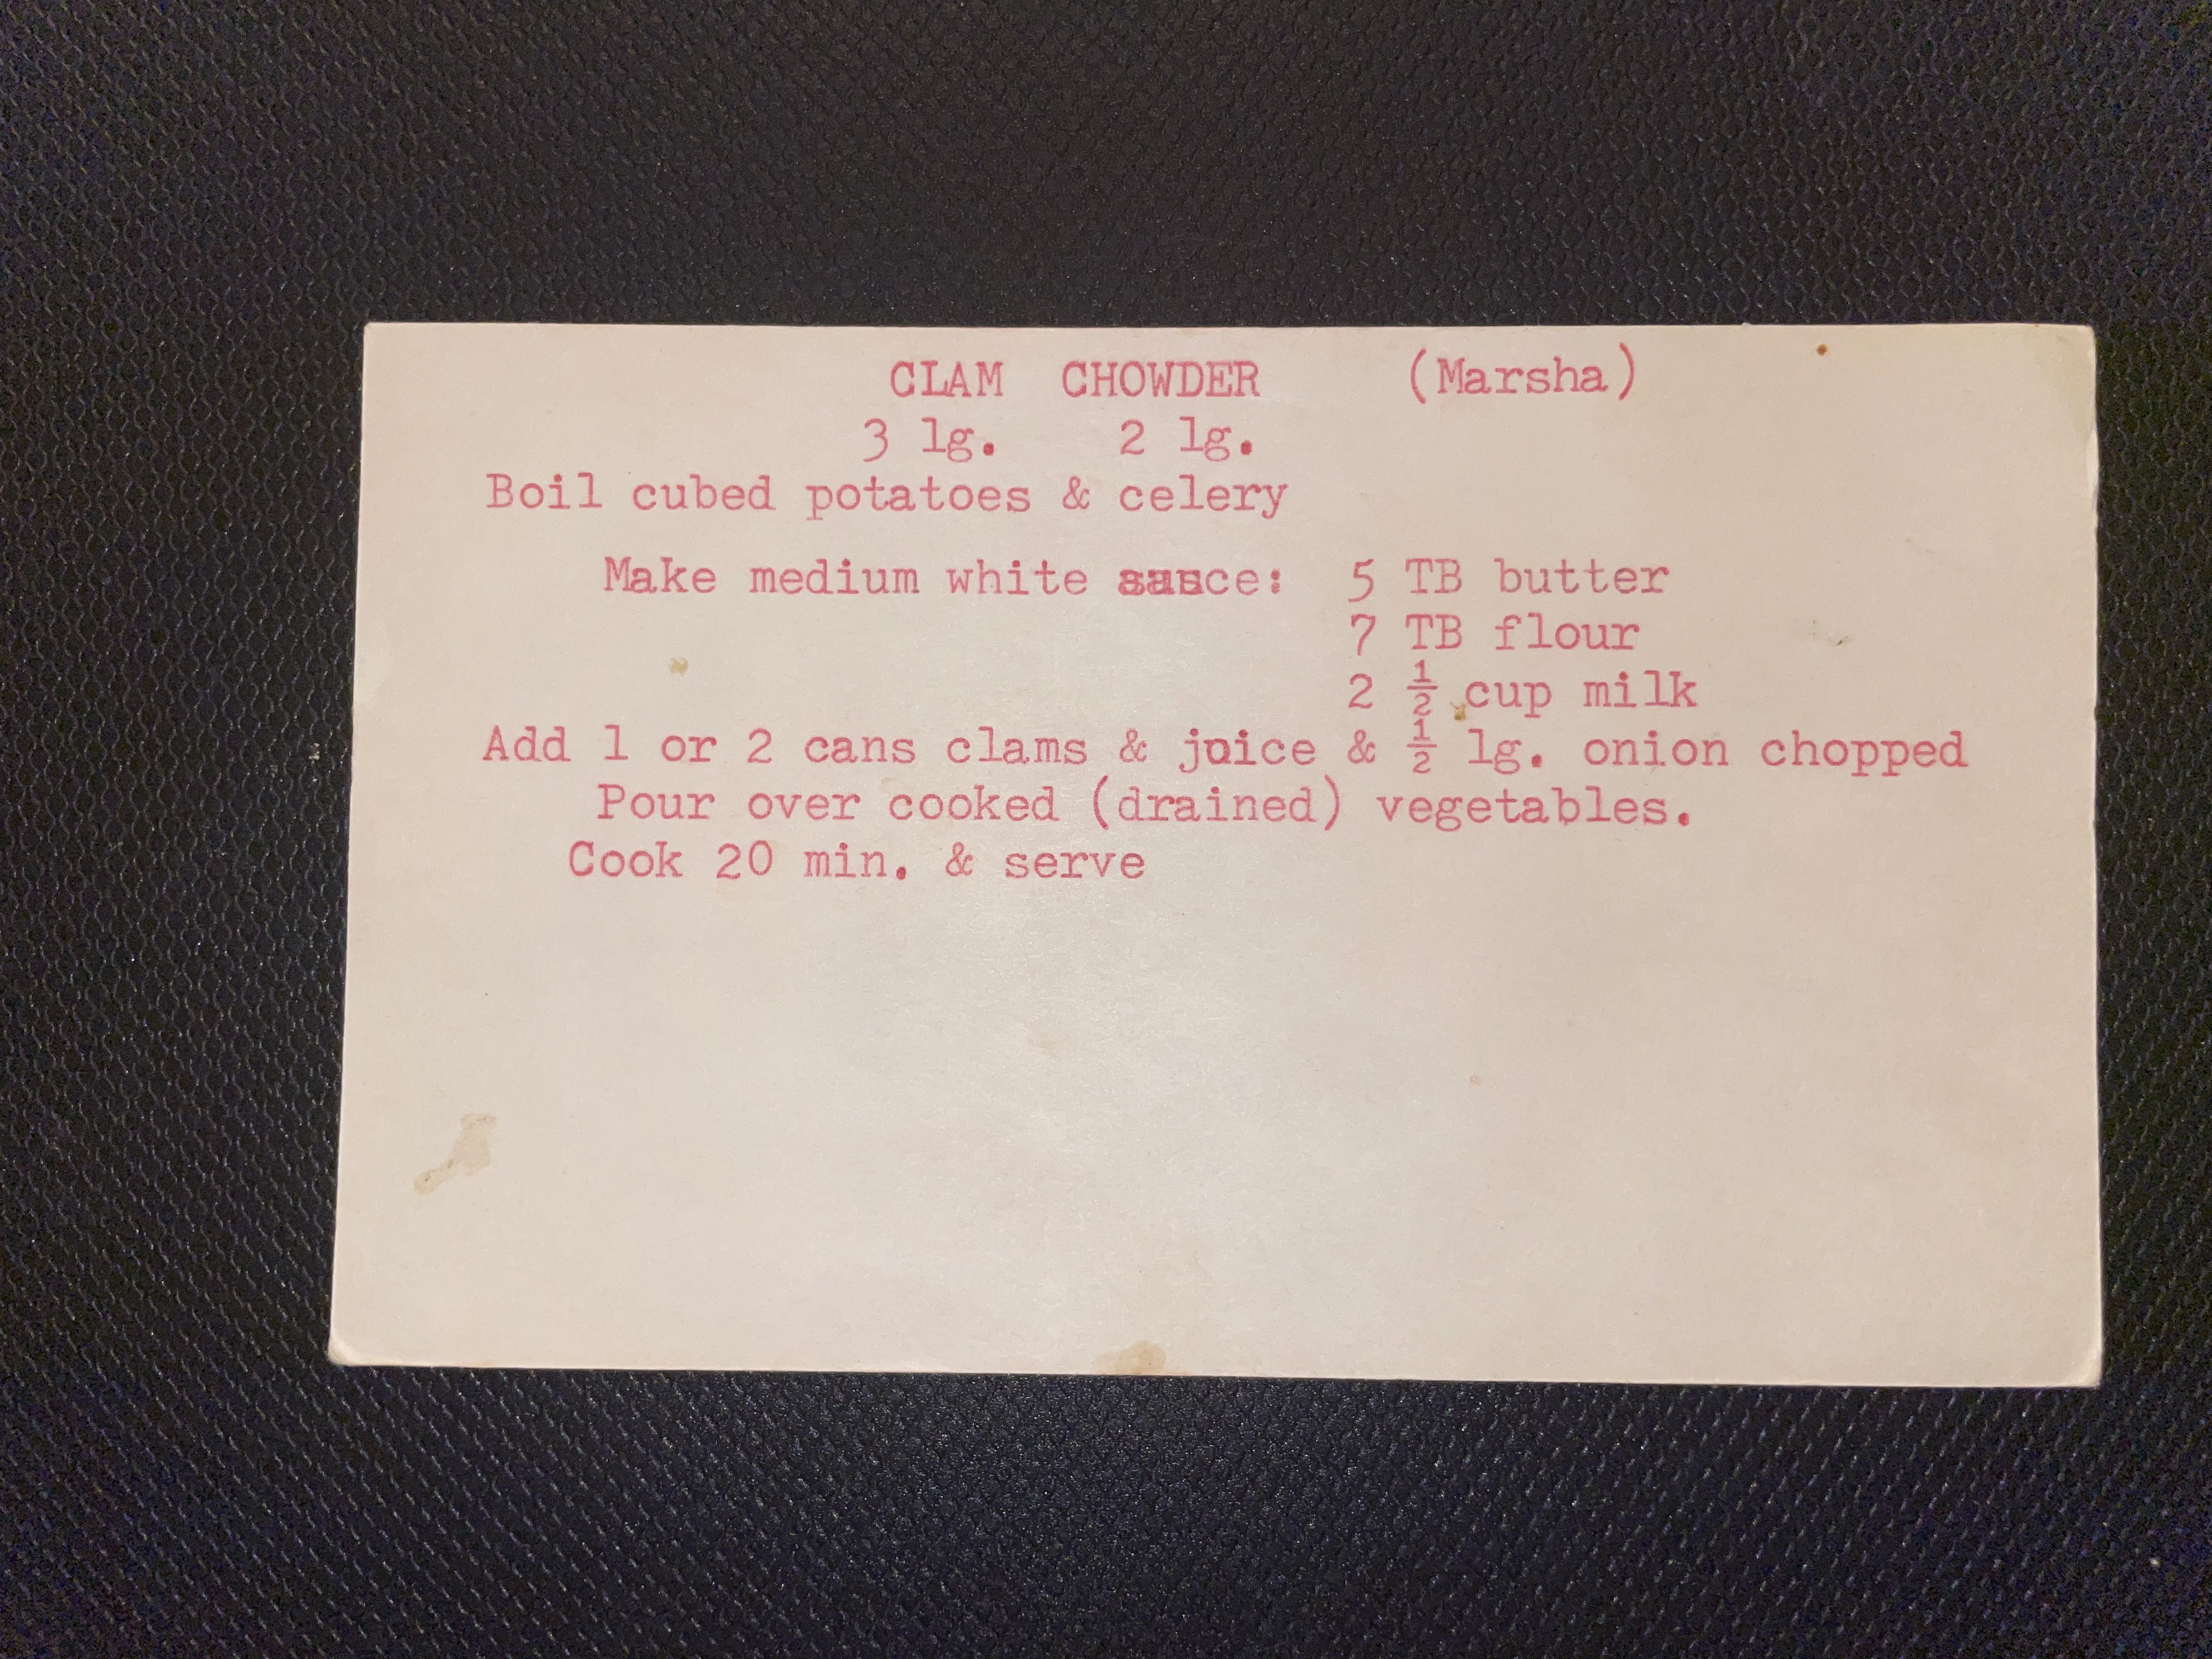 CLAM CHOWDER (Marsha)
3 lg. 2 lg.
Boil cubed potatoes & celery
Make medium white sauce: 5 TB butter
7 TB flour
2 ½ cup milk
Add 1 or 2 cans clams & juice & ½ lg. onion chopped
Pour over cooked (drained) vegetables.
Cook 20 min. & serve